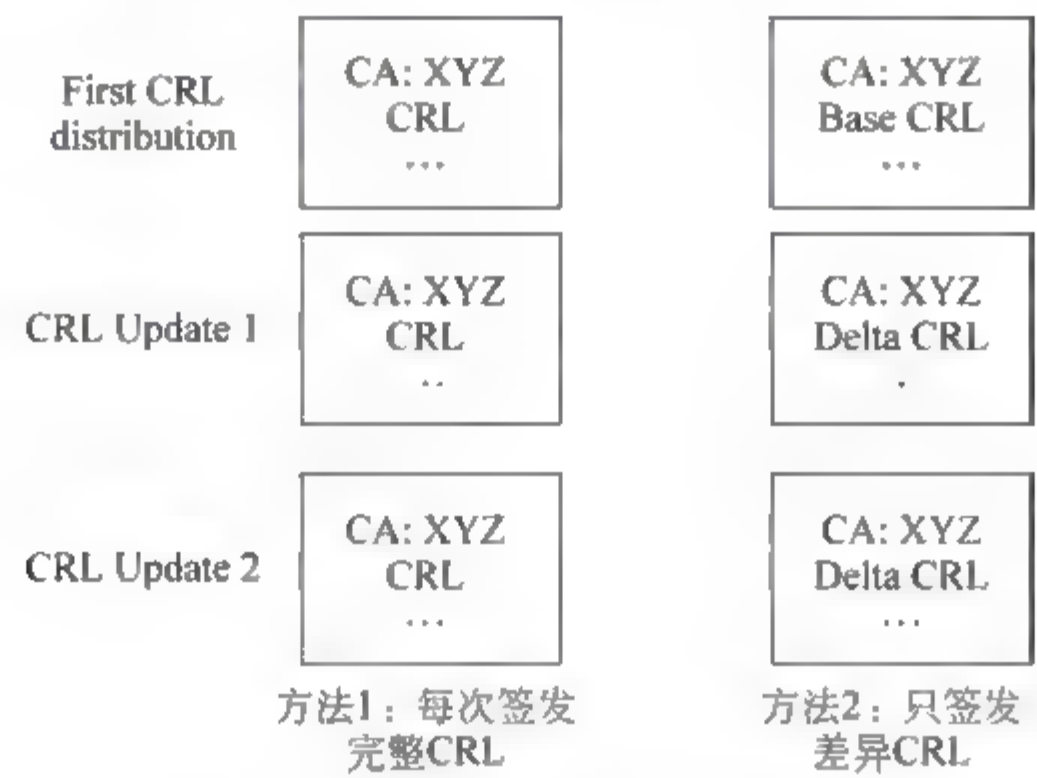 First CRL
distribution
CA: XYZ
CRL
...
CA: XYZ
Base CRL
...
CRL Update 1
CA: XYZ
CRL
..
CA: XYZ
Delta CRL
.
CRL Update 2
CA: XYZ
CRL
...
CA: XYZ
Delta CRL
...
方法1：每次签发
完整CRL
方法2：只签发
差异CRL